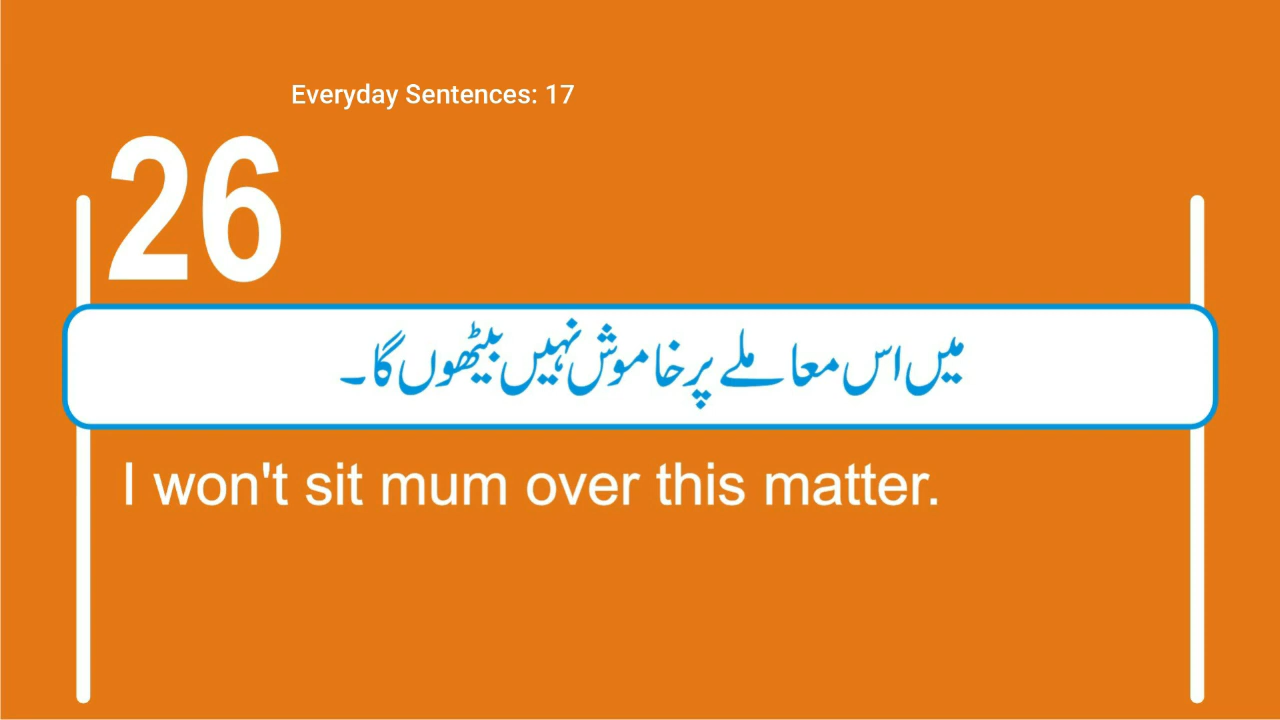 Everyday Sentences: 17
26
میں اس معاملے پر خاموش نہیں بیٹھوں گا۔
I won't sit mum over this matter.